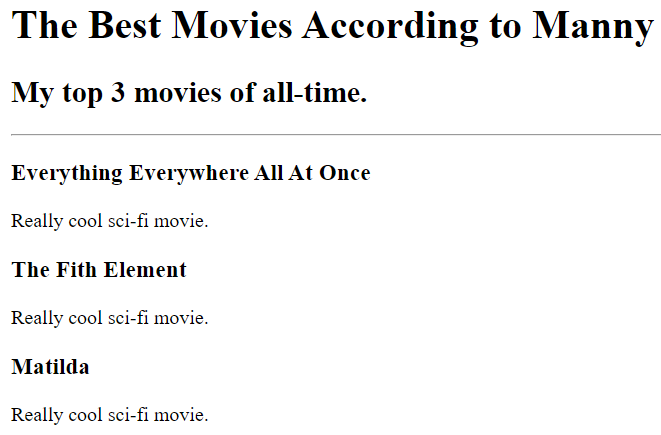 The Best Movies According to Manny
My top 3 movies of all-time.
Everything Everywhere All At Once
Really cool sci-fi movie.
The Fith Element
Really cool sci-fi movie.
Matilda
Really cool sci-fi movie.